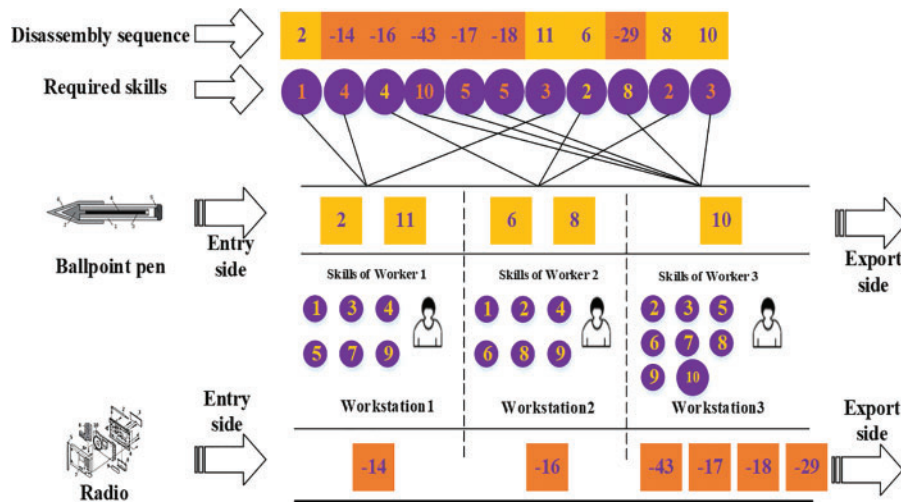 Disassembly sequence
2 -14 -16 -43 -17 -18 11 6 -29 8 10
Required skills
1 4 4 10 5 5 3 2 8 2 3
Ballpoint pen
Entry side
2 11
6 8
10
Export side
Skills of Worker 1
1 3 4
5 7 9
Workstation1
Skills of Worker 2
1 2 4
6 8 9
Workstation2
Skills of Worker 3
2 3 5
6 7 8
9 10
Workstation3
Radio
Entry side
-14
-16
-43 -17 -18 -29
Export side